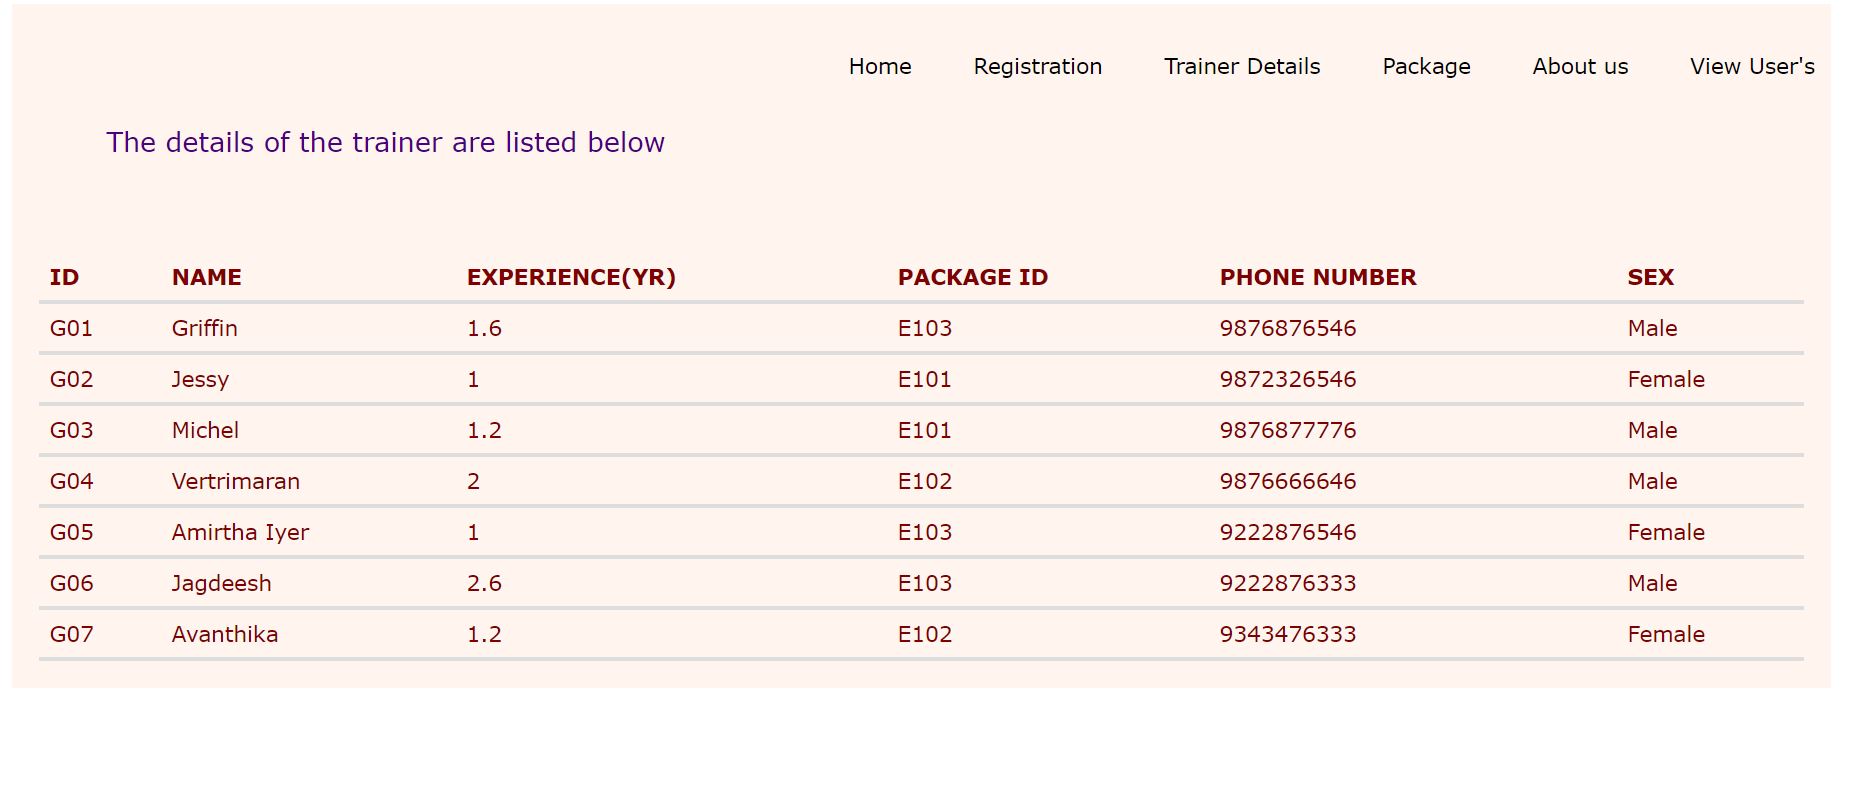 Home Registration Trainer Details Package About us View User's
The details of the trainer are listed below
ID NAME EXPERIENCE(YR) PACKAGE ID PHONE NUMBER SEX
G01 Griffin 1.6 E103 9876876546 Male
G02 Jessy 1 E101 9872326546 Female
G03 Michel 1.2 E101 9876877776 Male
G04 Vertrimaran 2 E102 9876666646 Male
G05 Amirtha Iyer 1 E103 9222876546 Female
G06 Jagdeesh 2.6 E103 9222876333 Male
G07 Avanthika 1.2 E102 9343476333 Female